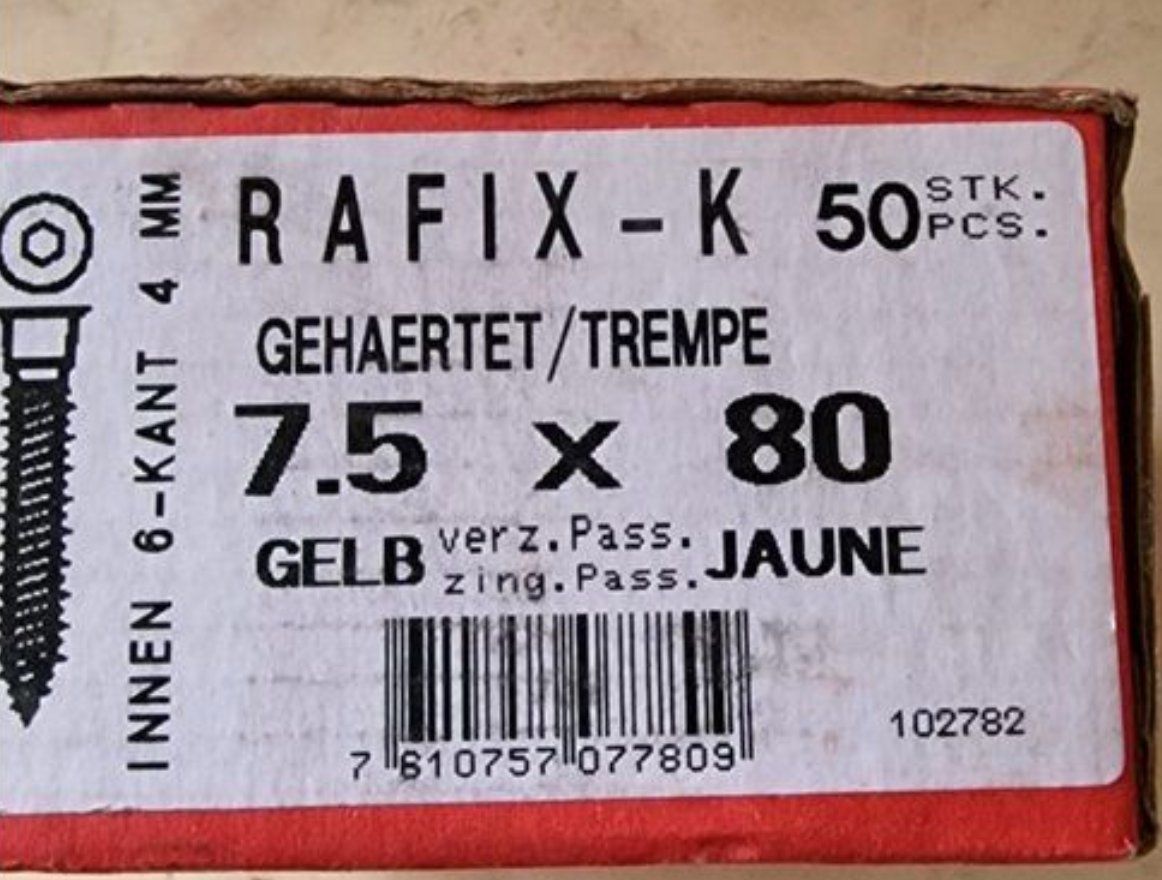 INNEN 6-KANT 4 MM
RAFIX-K 50 STK.
PCS.
GEHAERTET/TREMPE
7.5 x 80
GELB verz.Pass. JAUNE
zing.Pass.
7 610757 077809
102782